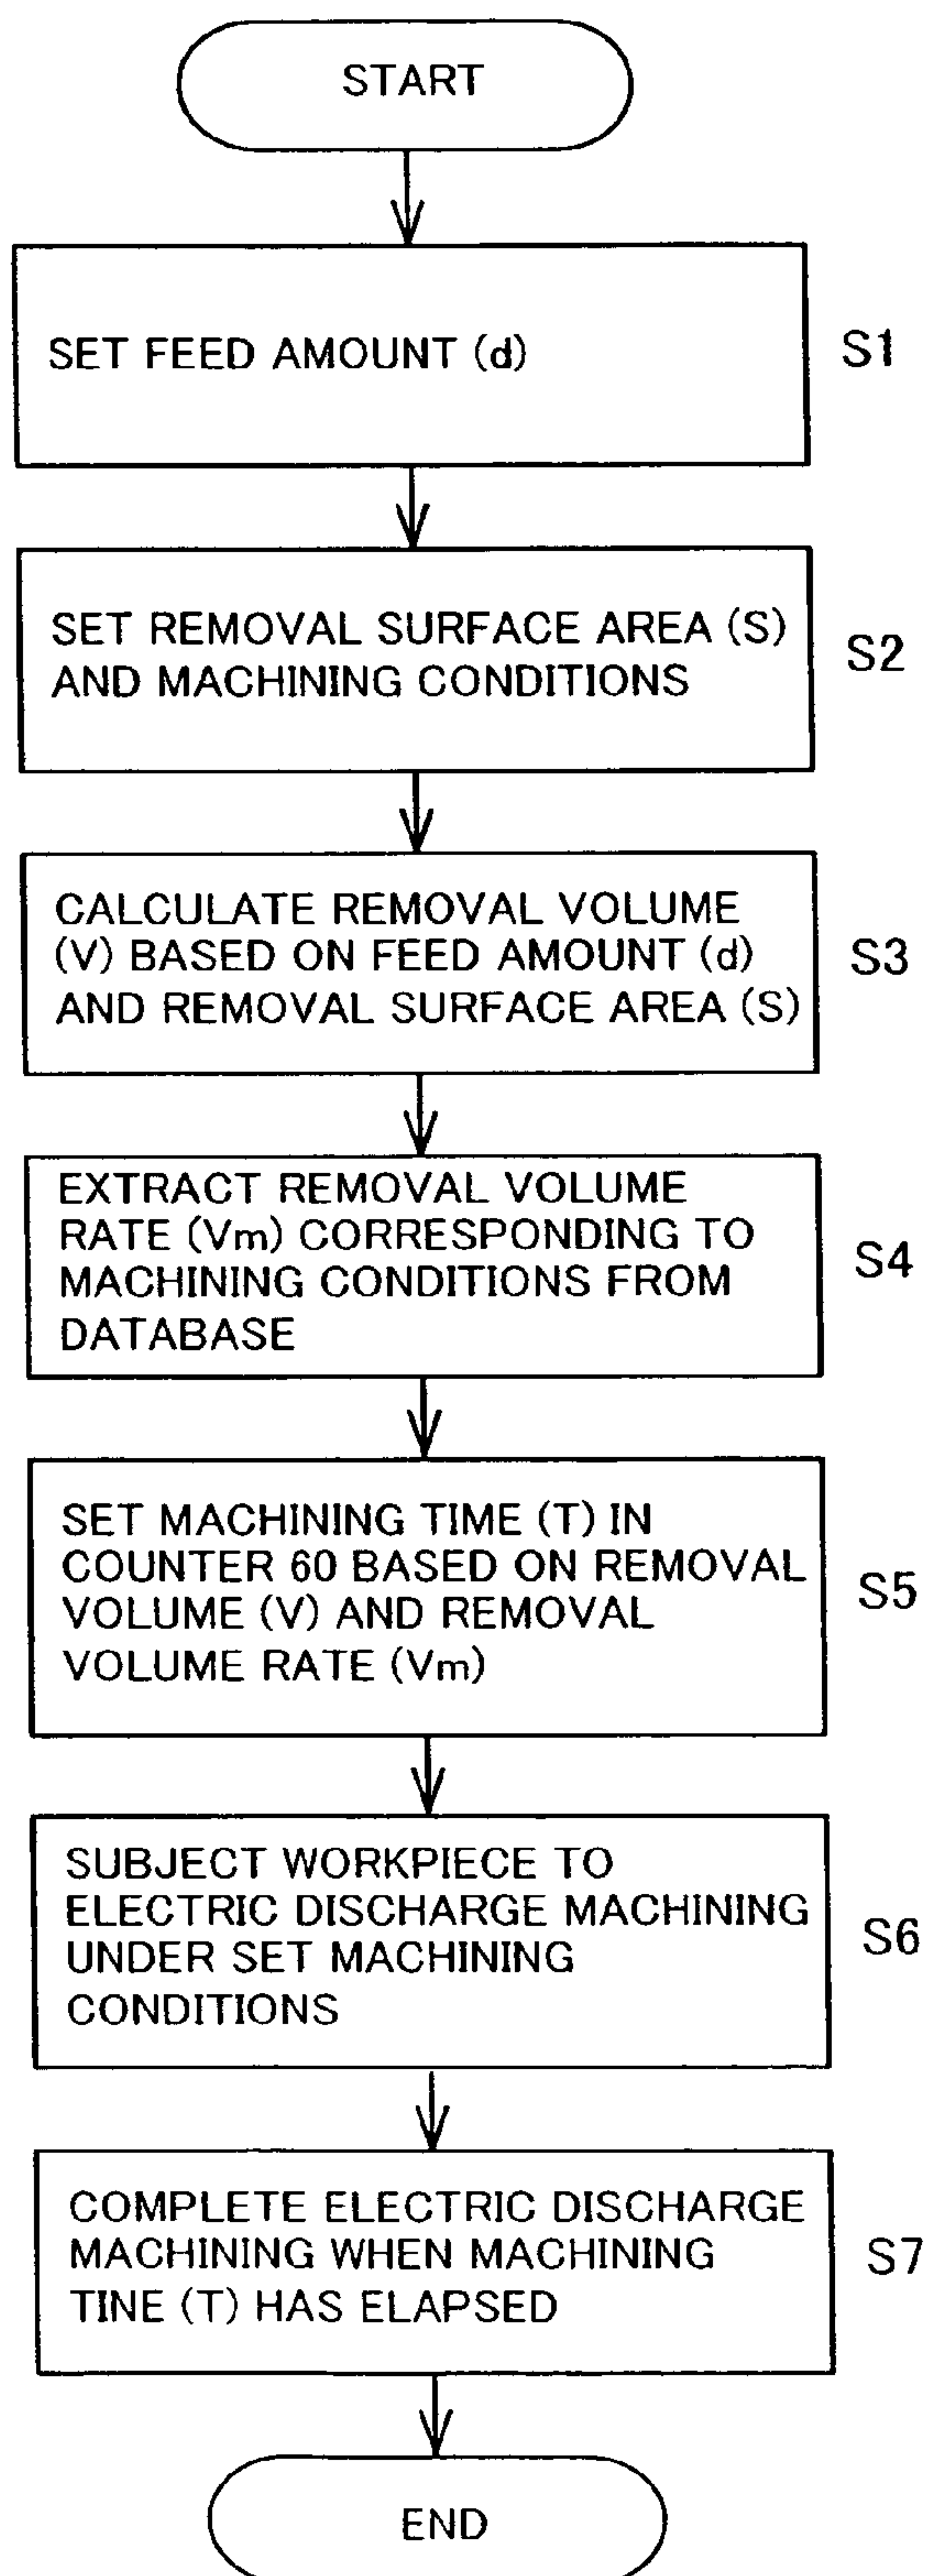 START
SET FEED AMOUNT (d)
S1
SET REMOVAL SURFACE AREA (S)
AND MACHINING CONDITIONS
S2
CALCULATE REMOVAL VOLUME
(V) BASED ON FEED AMOUNT (d)
AND REMOVAL SURFACE AREA (S)
S3
EXTRACT REMOVAL VOLUME
RATE (Vm) CORRESPONDING TO
MACHINING CONDITIONS FROM
DATABASE
S4
SET MACHINING TIME (T) IN
COUNTER 60 BASED ON REMOVAL
VOLUME (V) AND REMOVAL
VOLUME RATE (Vm)
S5
SUBJECT WORKPIECE TO
ELECTRIC DISCHARGE MACHINING
UNDER SET MACHINING
CONDITIONS
S6
COMPLETE ELECTRIC DISCHARGE
MACHINING WHEN MACHINING
TINE (T) HAS ELAPSED
S7
END